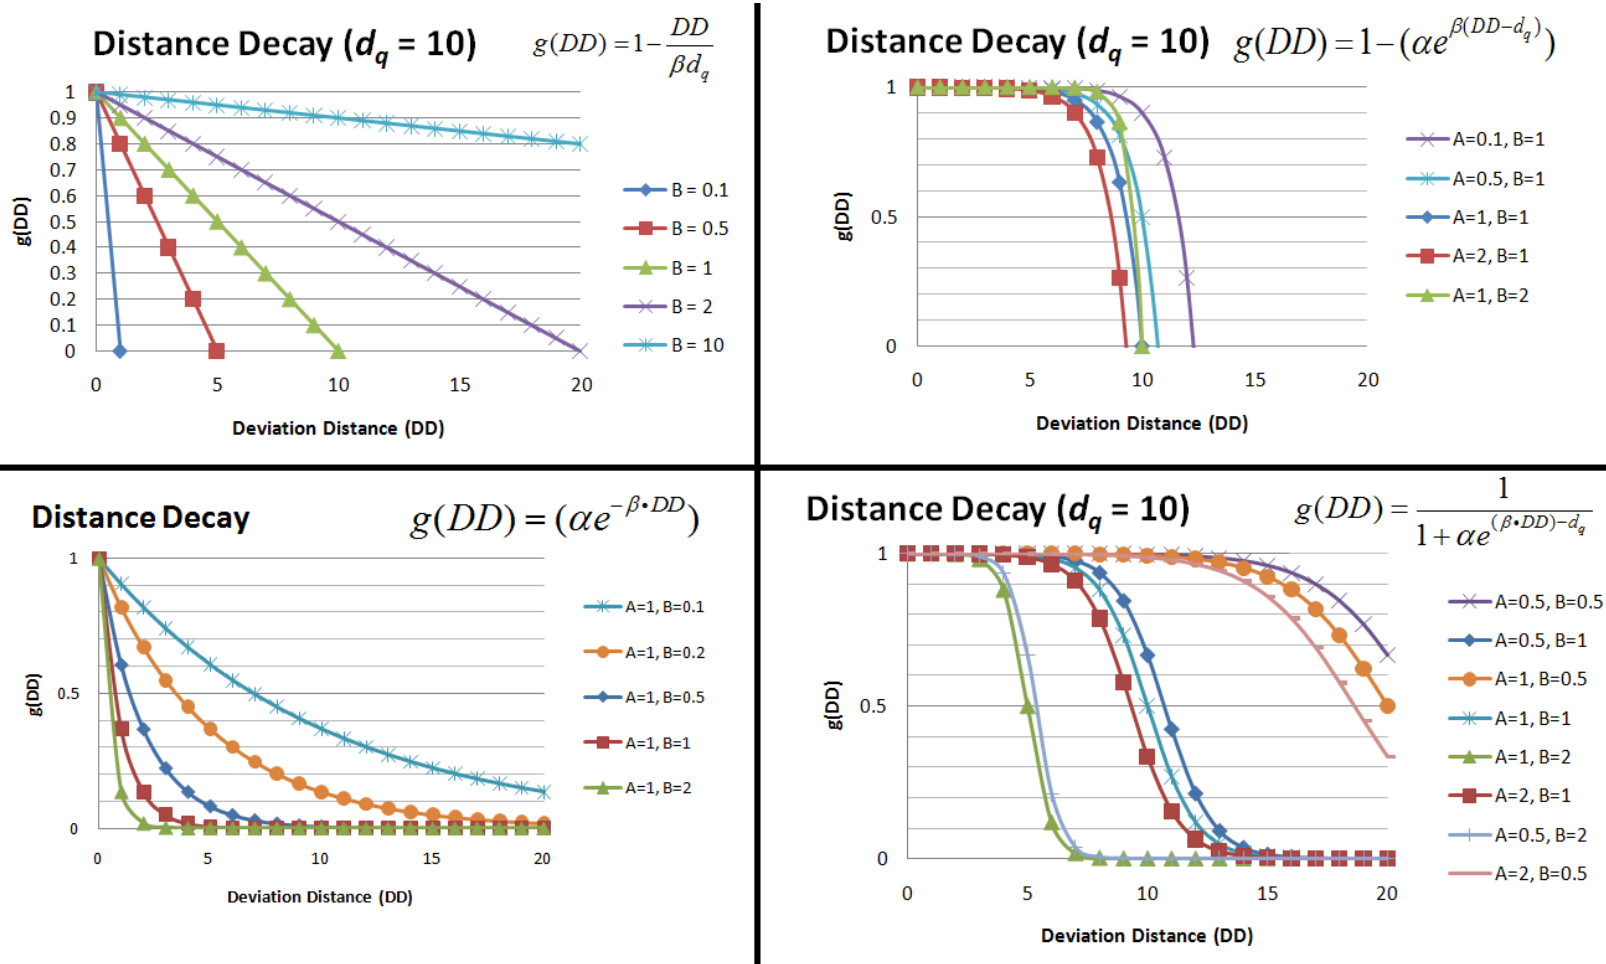 Distance Decay (dq = 10)
g(DD) = 1 − DD / βdq
1
0.9
0.8
0.7
0.6
0.5
0.4
0.3
0.2
0.1
0
g(DD)
0 5 10 15 20
Deviation Distance (DD)
B = 0.1
B = 0.5
B = 1
B = 2
B = 10
Distance Decay (dq = 10)
g(DD) = 1 − (αe^β(DD−dq))
1
0.5
0
g(DD)
0 5 10 15 20
Deviation Distance (DD)
A=0.1, B=1
A=0.5, B=1
A=1, B=1
A=2, B=1
A=1, B=2
Distance Decay
g(DD) = (αe^−β•DD)
1
0.5
0
g(DD)
0 5 10 15 20
Deviation Distance (DD)
A=1, B=0.1
A=1, B=0.2
A=1, B=0.5
A=1, B=1
A=1, B=2
Distance Decay (dq = 10)
g(DD) = 1 / 1 + αe^(β•DD)−dq
1
0.5
0
g(DD)
0 5 10 15 20
Deviation Distance (DD)
A=0.5, B=0.5
A=0.5, B=1
A=1, B=0.5
A=1, B=1
A=1, B=2
A=2, B=1
A=0.5, B=2
A=2, B=0.5